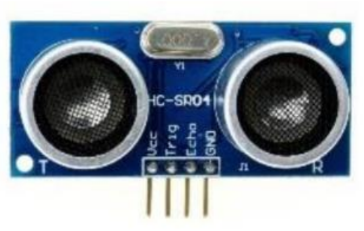 Y1
HC-SR04
Vcc
Trig
Echo
GND
T
J1
R